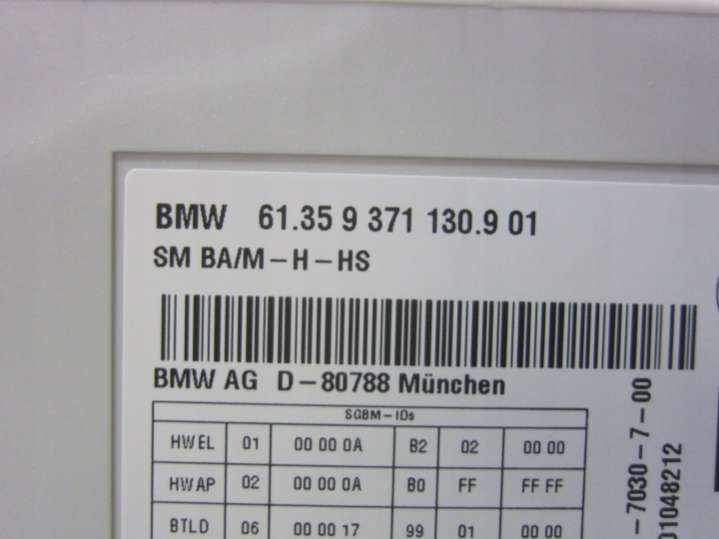 BMW 61.35 9 371 130.9 01
SM BA/M-H-HS
BMW AG D-80788 München
SGBM-IDs
HWEL 01 00 00 0A B2 02 00 00
HWAP 02 00 00 0A B0 FF FF FF
BTLD 06 00 00 17 99 01 00 00
-7030-7-00
01048212